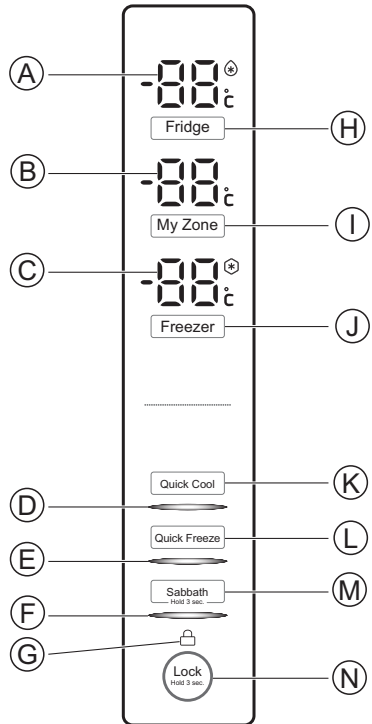 A
-88
°c
Fridge
H
B
-88
°c
My Zone
I
C
-88
°c
Freezer
J
Quick Cool
K
D
Quick Freeze
L
E
Sabbath
Hold 3 sec.
M
F
G
Lock
Hold 3 sec.
N